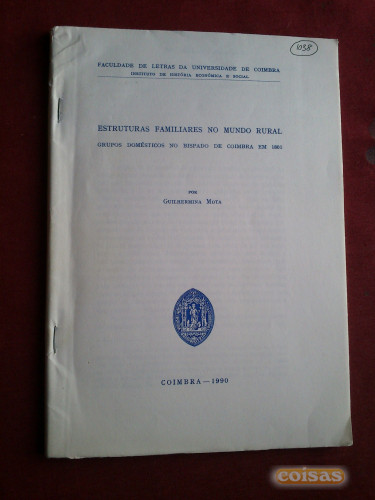 1038
FACULDADE DE LETRAS DA UNIVERSIDADE DE COIMBRA
INSTITUTO DE HISTÓRIA ECONÓMICA E SOCIAL
ESTRUTURAS FAMILIARES NO MUNDO RURAL
GRUPOS DOMÉSTICOS NO BISPADO DE COIMBRA EM 1801
POR
GUILHERMINA MOTA
COIMBRA — 1990
coisas